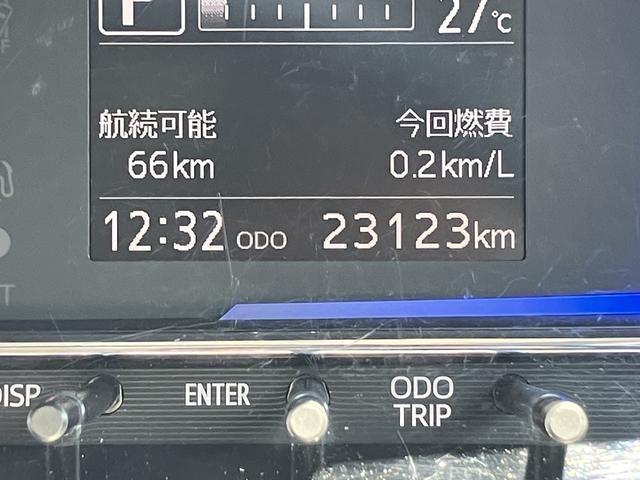 P 27℃
航続可能 今回燃費
66km 0.2km/L
12:32 ODO 23123km
DISP ENTER ODO
TRIP